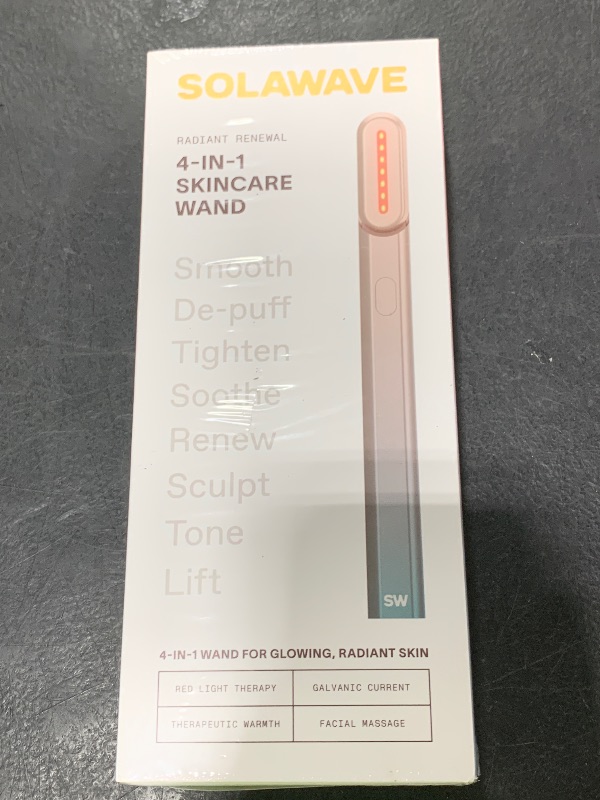 SOLAWAVE
RADIANT RENEWAL
4-IN-1
SKINCARE
WAND
Smooth
De-puff
Tighten
Soothe
Renew
Sculpt
Tone
Lift
SW
4-IN-1 WAND FOR GLOWING, RADIANT SKIN
RED LIGHT THERAPY
GALVANIC CURRENT
THERAPEUTIC WARMTH
FACIAL MASSAGE